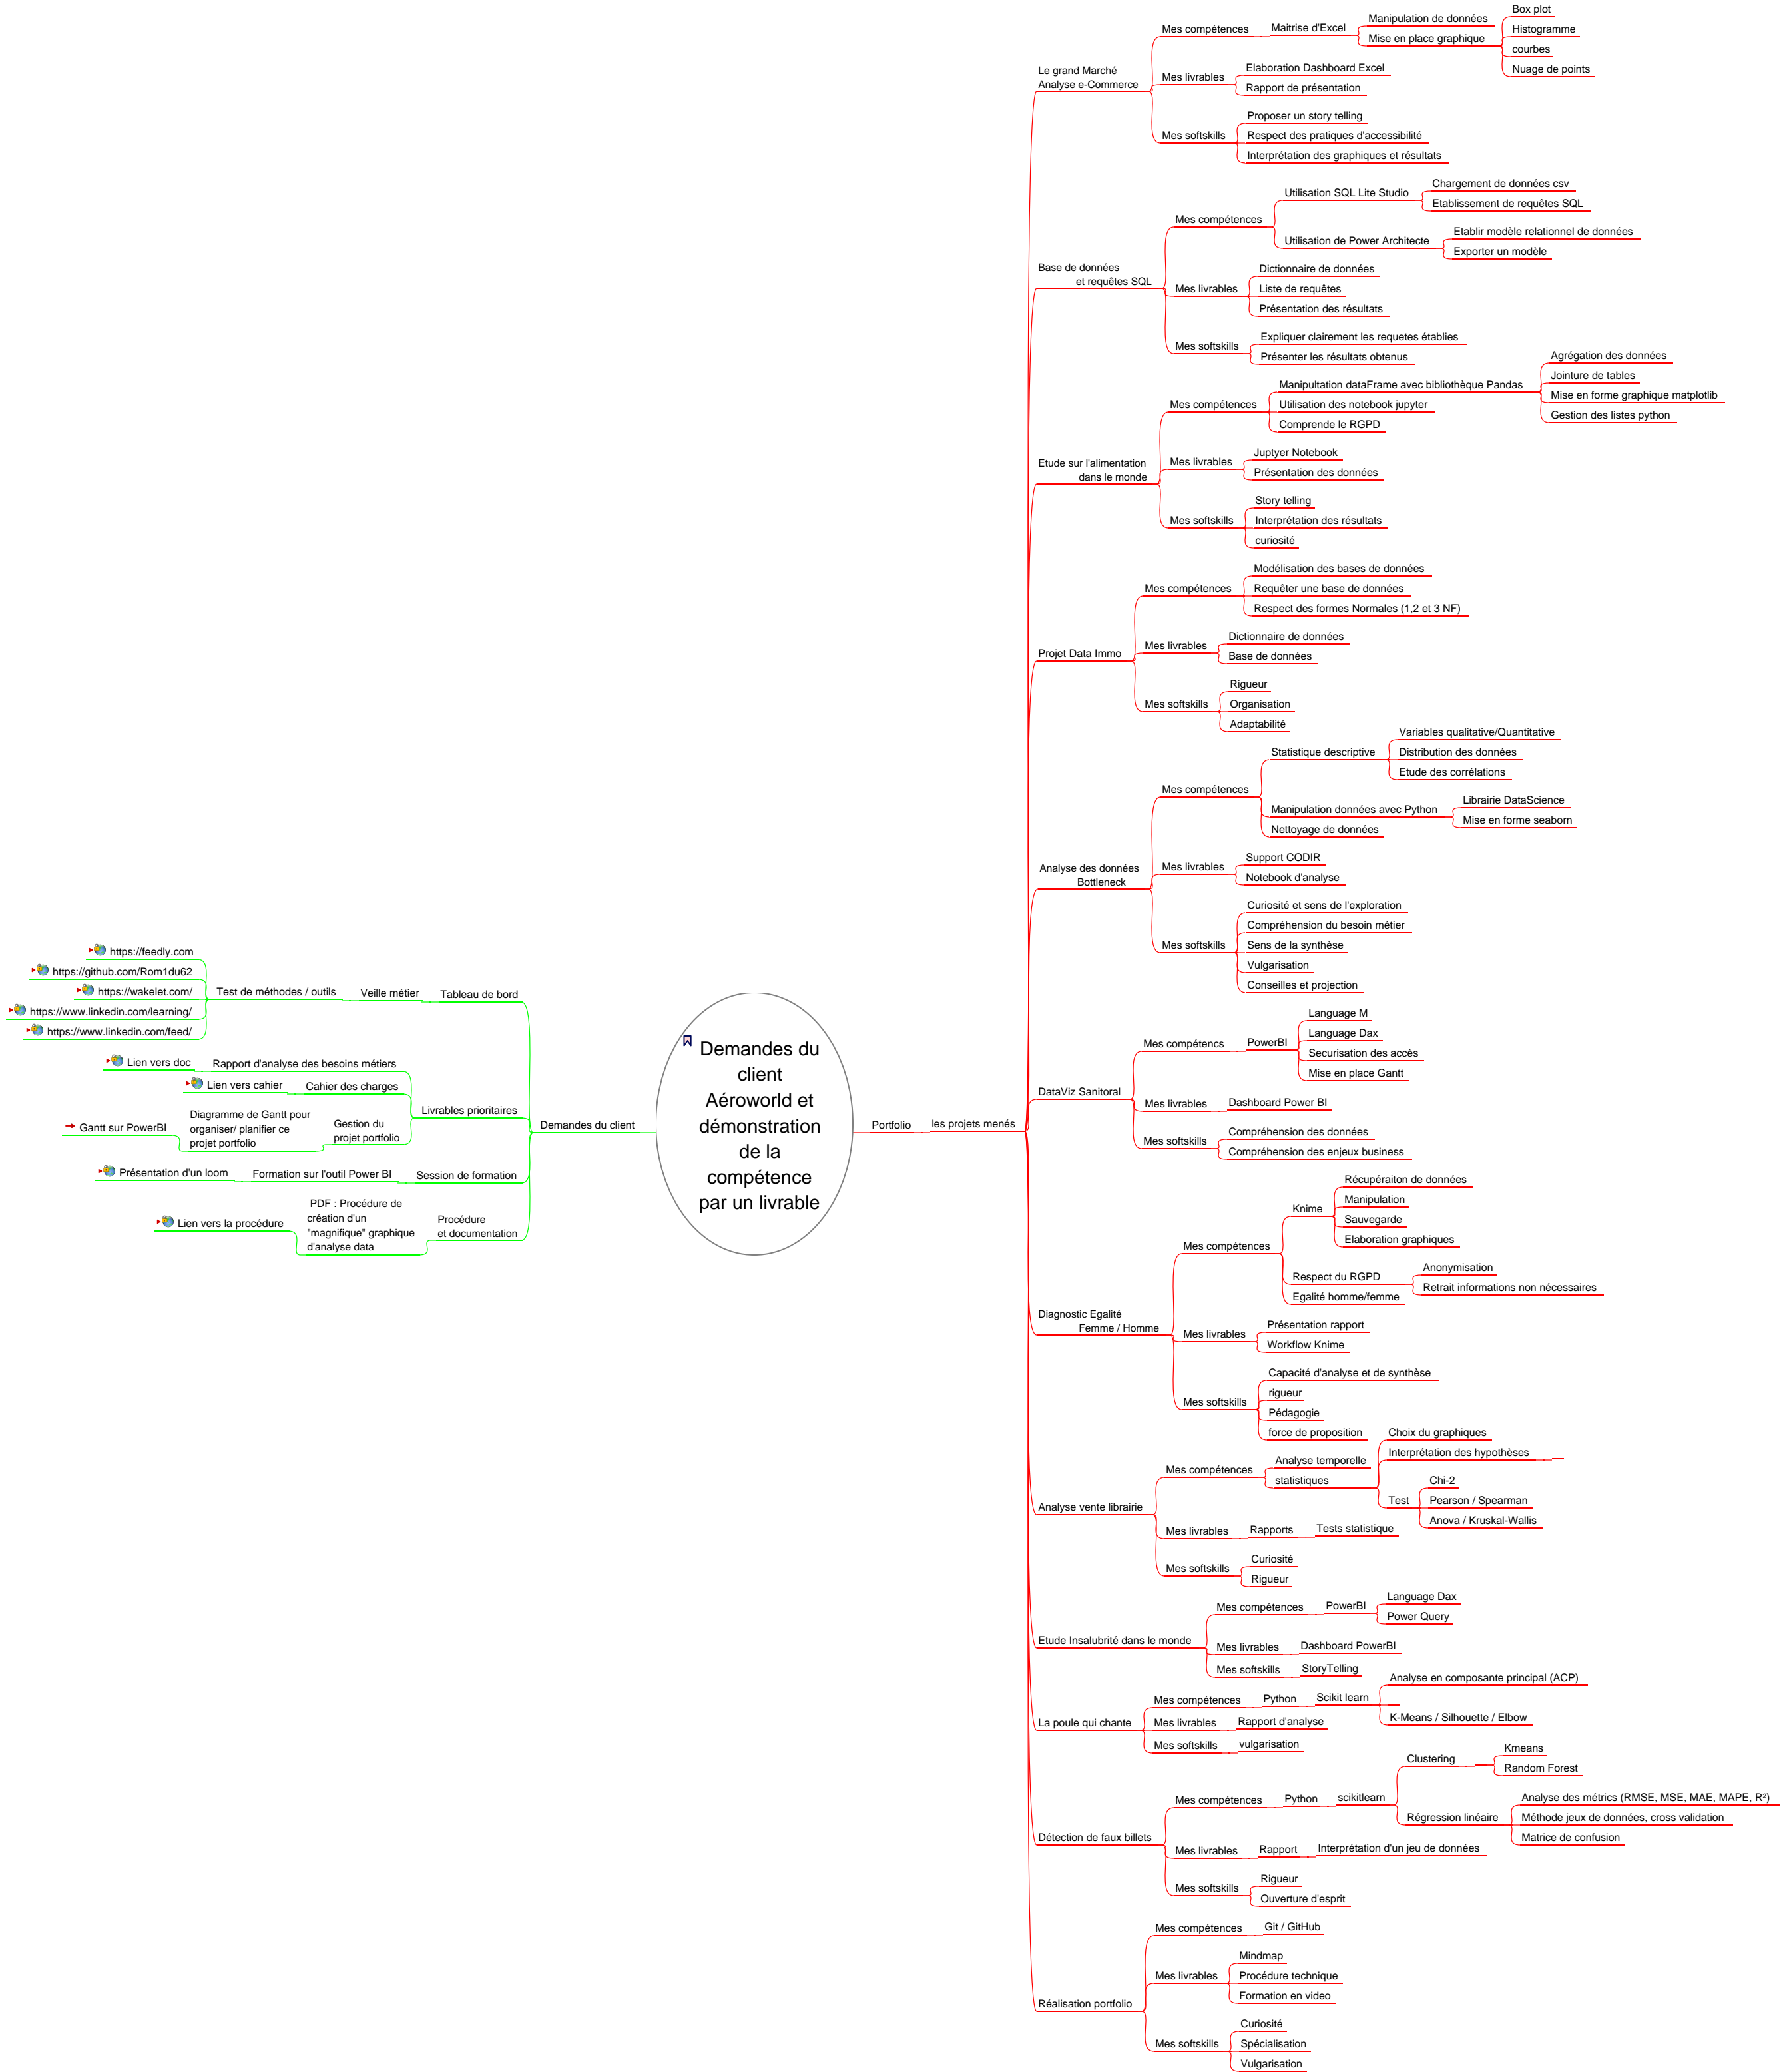 Demandes du
client
Aéroworld et
démonstration
de la
compétence
par un livrable
Demandes du client
Tableau de bord
Veille métier
Test de méthodes / outils
https://feedly.com
https://github.com/Rom1du62
https://wakelet.com/
https://www.linkedin.com/learning/
https://www.linkedin.com/feed/
Livrables prioritaires
Rapport d'analyse des besoins métiers
Lien vers doc
Cahier des charges
Lien vers cahier
Gestion du
projet portfolio
Diagramme de Gantt pour
organiser/ planifier ce
projet portfolio
Gantt sur PowerBI
Session de formation
Formation sur l'outil Power BI
Présentation d'un loom
Procédure
et documentation
PDF : Procédure de
création d'un
"magnifique" graphique
d'analyse data
Lien vers la procédure
Portfolio
les projets menés
Le grand Marché
Analyse e-Commerce
Mes compétences
Maitrise d'Excel
Manipulation de données
Mise en place graphique
Box plot
Histogramme
courbes
Nuage de points
Mes livrables
Elaboration Dashboard Excel
Rapport de présentation
Mes softskills
Proposer un story telling
Respect des pratiques d'accessibilité
Interprétation des graphiques et résultats
Base de données
et requêtes SQL
Mes compétences
Utilisation SQL Lite Studio
Chargement de données csv
Etablissement de requêtes SQL
Utilisation de Power Architecte
Etablir modèle relationnel de données
Exporter un modèle
Mes livrables
Dictionnaire de données
Liste de requêtes
Présentation des résultats
Mes softskills
Expliquer clairement les requetes établies
Présenter les résultats obtenus
Etude sur l'alimentation
dans le monde
Mes compétences
Manipultation dataFrame avec bibliothèque Pandas
Agrégation des données
Jointure de tables
Mise en forme graphique matplotlib
Gestion des listes python
Utilisation des notebook jupyter
Comprende le RGPD
Mes livrables
Juptyer Notebook
Présentation des données
Mes softskills
Story telling
Interprétation des résultats
curiosité
Projet Data Immo
Mes compétences
Modélisation des bases de données
Requêter une base de données
Respect des formes Normales (1,2 et 3 NF)
Mes livrables
Dictionnaire de données
Base de données
Mes softskills
Rigueur
Organisation
Adaptabilité
Analyse des données
Bottleneck
Mes compétences
Statistique descriptive
Variables qualitative/Quantitative
Distribution des données
Etude des corrélations
Manipulation données avec Python
Librairie DataScience
Mise en forme seaborn
Nettoyage de données
Mes livrables
Support CODIR
Notebook d'analyse
Mes softskills
Curiosité et sens de l'exploration
Compréhension du besoin métier
Sens de la synthèse
Vulgarisation
Conseilles et projection
DataViz Sanitoral
Mes compétencs
PowerBI
Language M
Language Dax
Securisation des accès
Mise en place Gantt
Mes livrables
Dashboard Power BI
Mes softskills
Compréhension des données
Compréhension des enjeux business
Diagnostic Egalité
Femme / Homme
Mes compétences
Knime
Récupéraiton de données
Manipulation
Sauvegarde
Elaboration graphiques
Respect du RGPD
Anonymisation
Retrait informations non nécessaires
Egalité homme/femme
Mes livrables
Présentation rapport
Workflow Knime
Mes softskills
Capacité d'analyse et de synthèse
rigueur
Pédagogie
force de proposition
Analyse vente librairie
Mes compétences
Analyse temporelle
statistiques
Choix du graphiques
Interprétation des hypothèses
Test
Chi-2
Pearson / Spearman
Anova / Kruskal-Wallis
Mes livrables
Rapports
Tests statistique
Mes softskills
Curiosité
Rigueur
Etude Insalubrité dans le monde
Mes compétences
PowerBI
Language Dax
Power Query
Mes livrables
Dashboard PowerBI
Mes softskills
StoryTelling
La poule qui chante
Mes compétences
Python
Scikit learn
Analyse en composante principal (ACP)
K-Means / Silhouette / Elbow
Mes livrables
Rapport d'analyse
Mes softskills
vulgarisation
Détection de faux billets
Mes compétences
Python
scikitlearn
Clustering
Kmeans
Random Forest
Régression linéaire
Analyse des métrics (RMSE, MSE, MAE, MAPE, R²)
Méthode jeux de données, cross validation
Matrice de confusion
Mes livrables
Rapport
Interprétation d'un jeu de données
Mes softskills
Rigueur
Ouverture d'esprit
Réalisation portfolio
Mes compétences
Git / GitHub
Mes livrables
Mindmap
Procédure technique
Formation en video
Mes softskills
Curiosité
Spécialisation
Vulgarisation